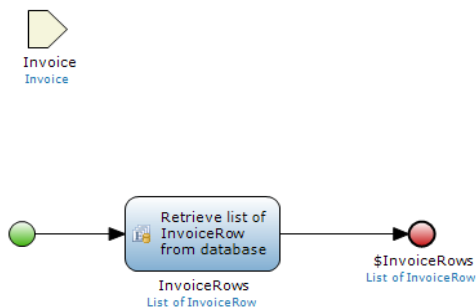 Invoice
Invoice
Retrieve list of
InvoiceRow
from database
InvoiceRows
List of InvoiceRow
$InvoiceRows
List of InvoiceRow